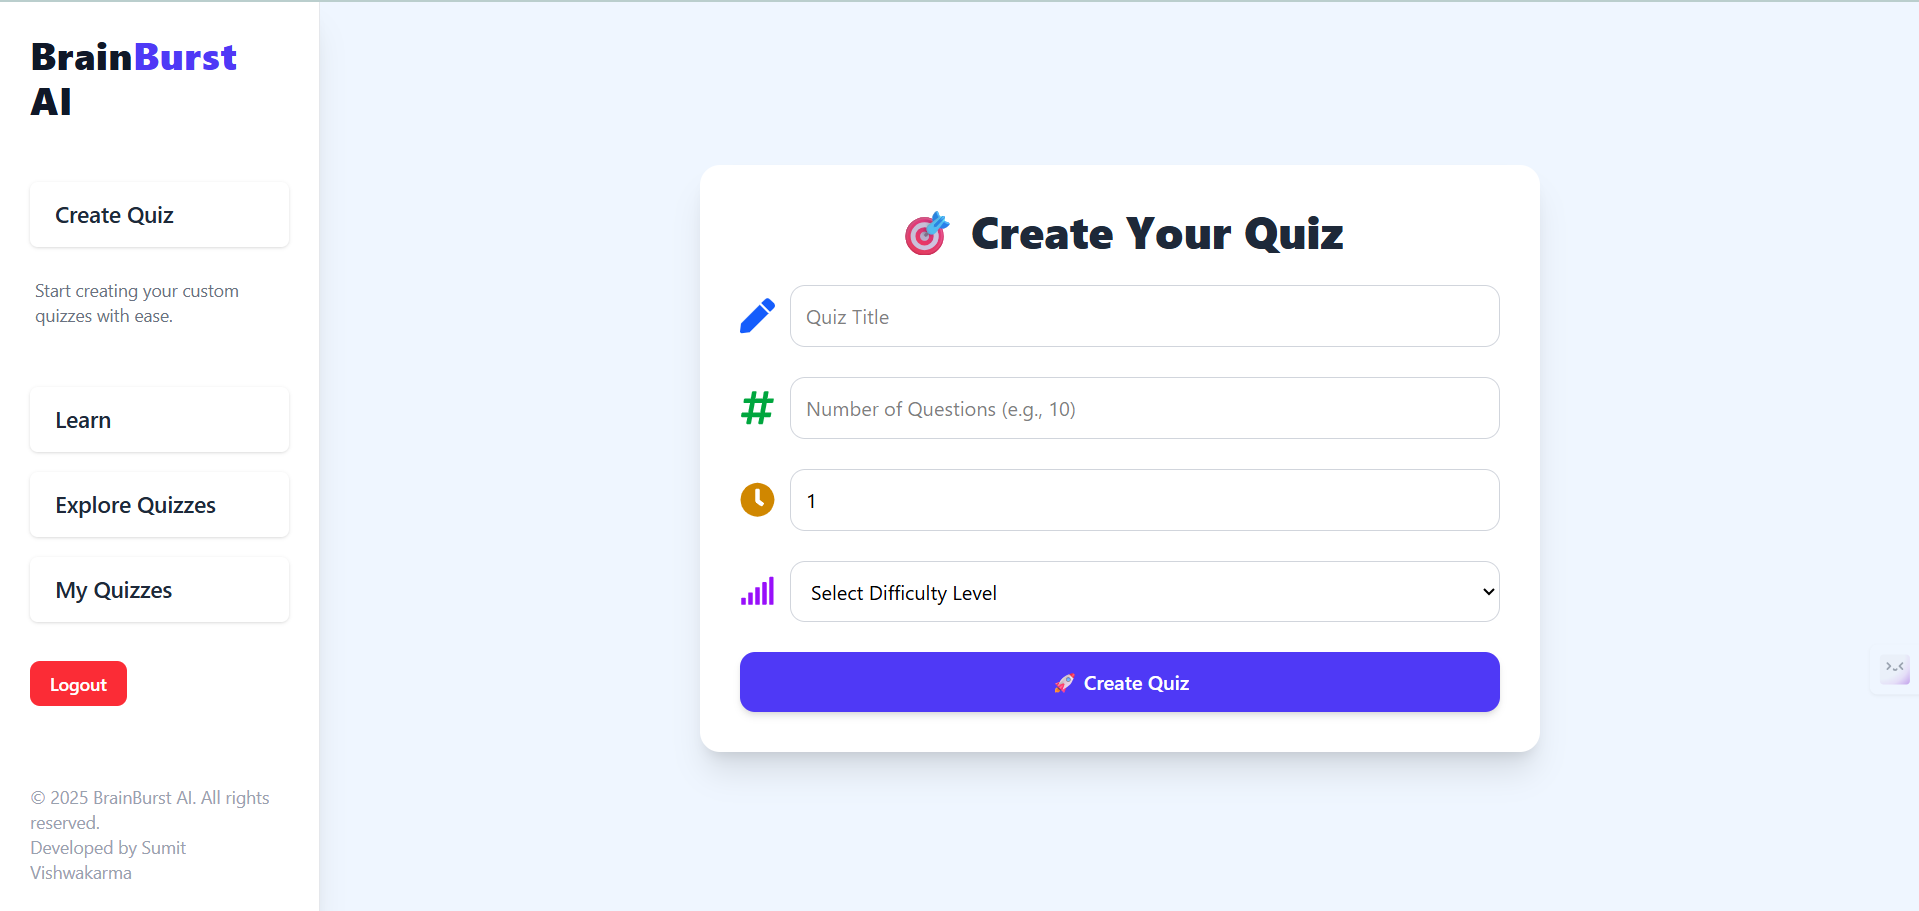 BrainBurst
AI
Create Quiz
Start creating your custom
quizzes with ease.
Learn
Explore Quizzes
My Quizzes
Logout
© 2025 BrainBurst AI. All rights
reserved.
Developed by Sumit
Vishwakarma
🎯 Create Your Quiz
Quiz Title
Number of Questions (e.g., 10)
1
Select Difficulty Level
🚀 Create Quiz